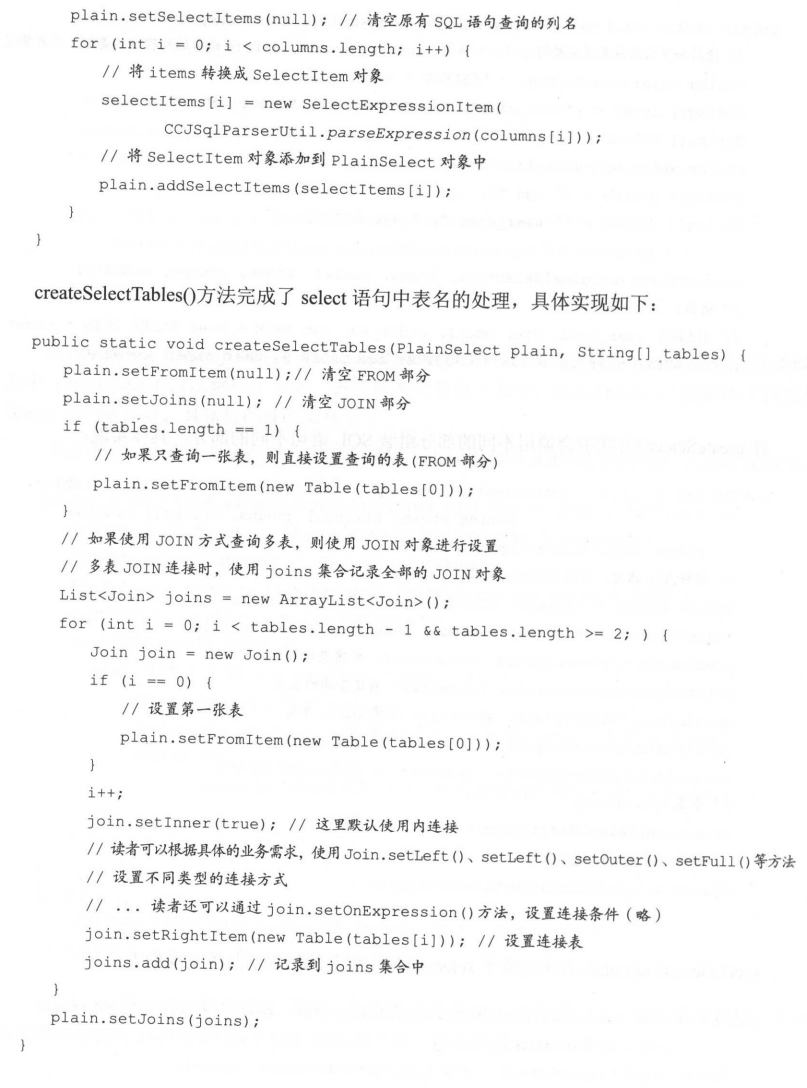 plain.setSelectItems(null); // 清空原有 SQL 语句查询的列名
for (int i = 0; i < columns.length; i++) {
// 将 items 转换成 SelectItem 对象
selectItems[i] = new SelectExpressionItem(
CCJSqlParserUtil.parseExpression(columns[i]));
// 将 SelectItem 对象添加到 PlainSelect 对象中
plain.addSelectItems(selectItems[i]);
}
}
createSelectTables()方法完成了 select 语句中表名的处理，具体实现如下：
public static void createSelectTables(PlainSelect plain, String[] tables) {
plain.setFromItem(null);// 清空 FROM 部分
plain.setJoins(null); // 清空 JOIN 部分
if (tables.length == 1) {
// 如果只查询一张表，则直接设置查询的表(FROM 部分)
plain.setFromItem(new Table(tables[0]));
}
// 如果使用 JOIN 方式查询多表，则使用 JOIN 对象进行设置
// 多表 JOIN 连接时，使用 joins 集合记录全部的 JOIN 对象
List<Join> joins = new ArrayList<Join>();
for (int i = 0; i < tables.length - 1 && tables.length >= 2; ) {
Join join = new Join();
if (i == 0) {
// 设置第一张表
plain.setFromItem(new Table(tables[0]));
}
i++;
join.setInner(true); // 这里默认使用内连接
// 读者可以根据具体的业务需求，使用 Join.setLeft()、setLeft()、setOuter()、setFull()等方法
// 设置不同类型的连接方式
// ... 读者还可以通过 join.setOnExpression()方法，设置连接条件（略）
join.setRightItem(new Table(tables[i])); // 设置连接表
joins.add(join); // 记录到 joins 集合中
}
plain.setJoins(joins);
}